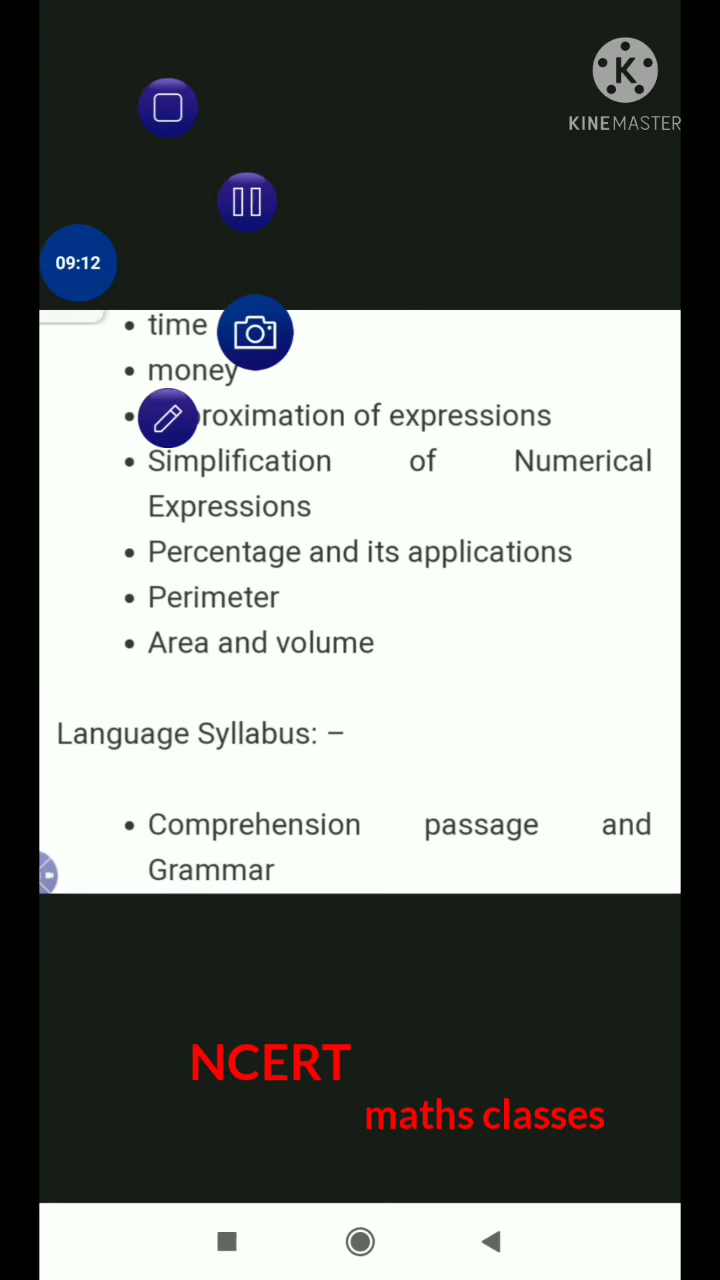 KINEMASTER
09:12
time
money
roximation of expressions
Simplification of Numerical
Expressions
Percentage and its applications
Perimeter
Area and volume
Language Syllabus: –
Comprehension passage and
Grammar
NCERT
maths classes